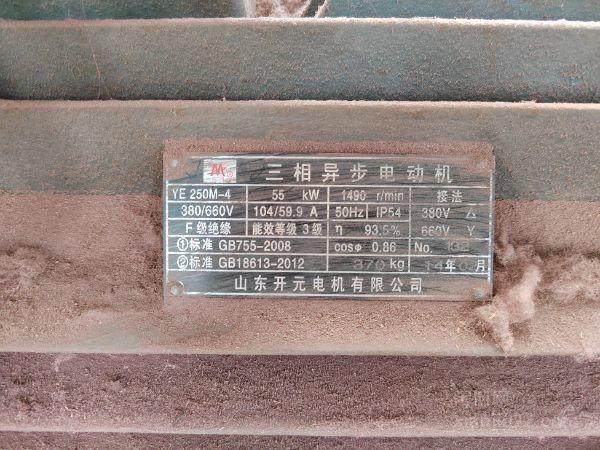 三相异步电动机
YE 250M-4 55 kW 1490 r/min 接法
380/660V 104/59.9 A 50Hz IP54 380V △
F 级绝缘 能效等级 3 级 η 93.5% 660V Y
①标准 GB755-2008 cosφ 0.86 No. 132
②标准 GB18613-2012 370 kg 14年 月
山东开元电机有限公司